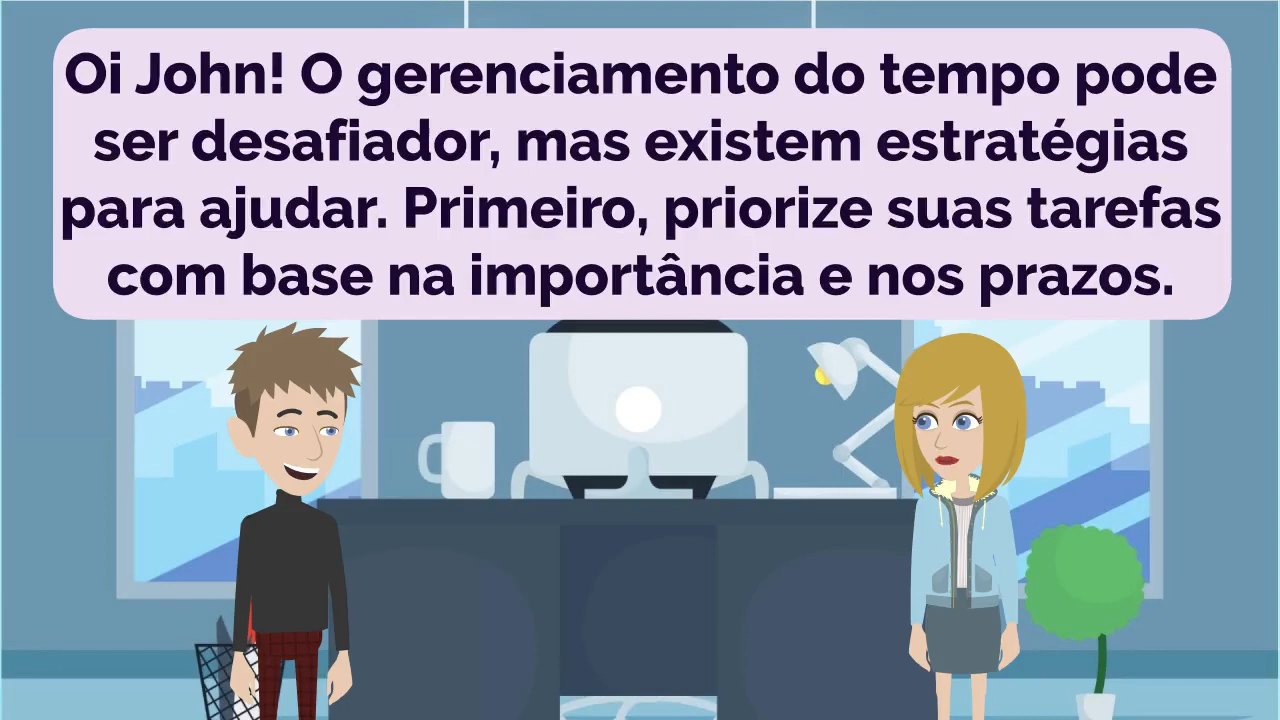 Oi John! O gerenciamento do tempo pode
ser desafiador, mas existem estratégias
para ajudar. Primeiro, priorize suas tarefas
com base na importância e nos prazos.